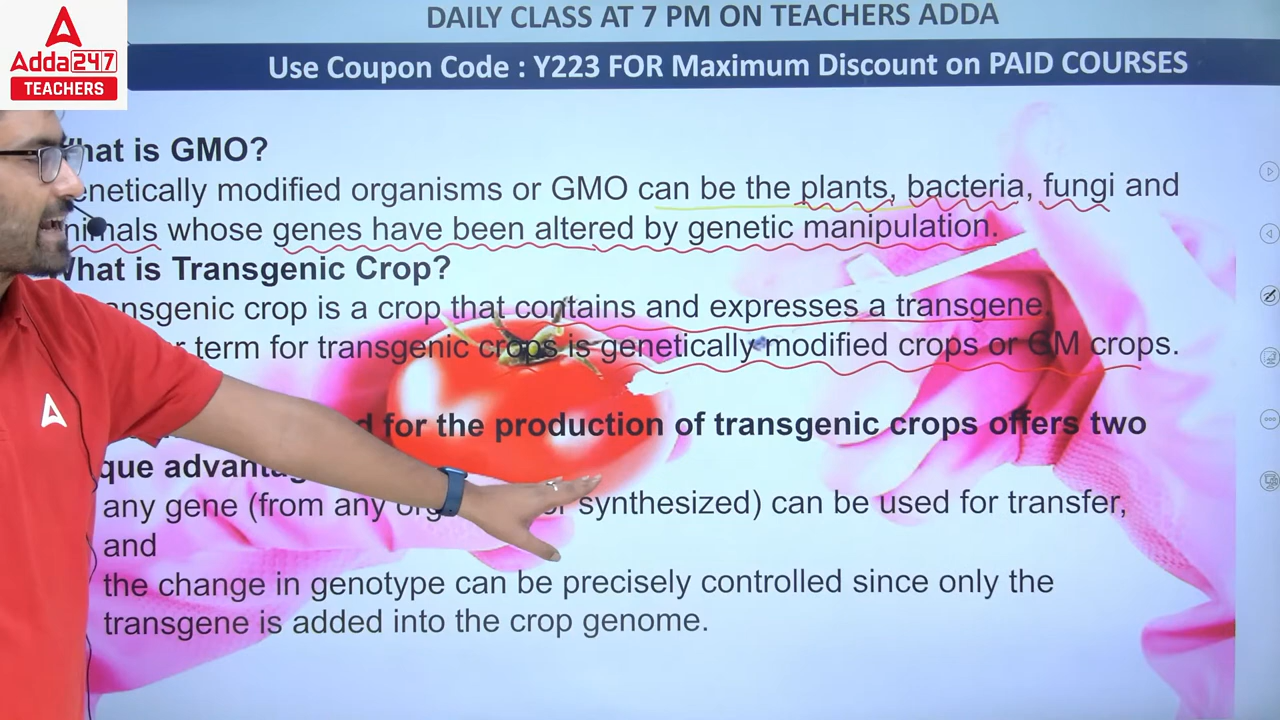 DAILY CLASS AT 7 PM ON TEACHERS ADDA
Adda247
TEACHERS
Use Coupon Code : Y223 FOR Maximum Discount on PAID COURSES
What is GMO?
enetically modified organisms or GMO can be the plants, bacteria, fungi and
nimals whose genes have been altered by genetic manipulation.
What is Transgenic Crop?
ansgenic crop is a crop that contains and expresses a transgene.
term for transgenic crops is genetically modified crops or GM crops.
for the production of transgenic crops offers two
que advantag
any gene (from any or synthesized) can be used for transfer,
and
the change in genotype can be precisely controlled since only the
transgene is added into the crop genome.